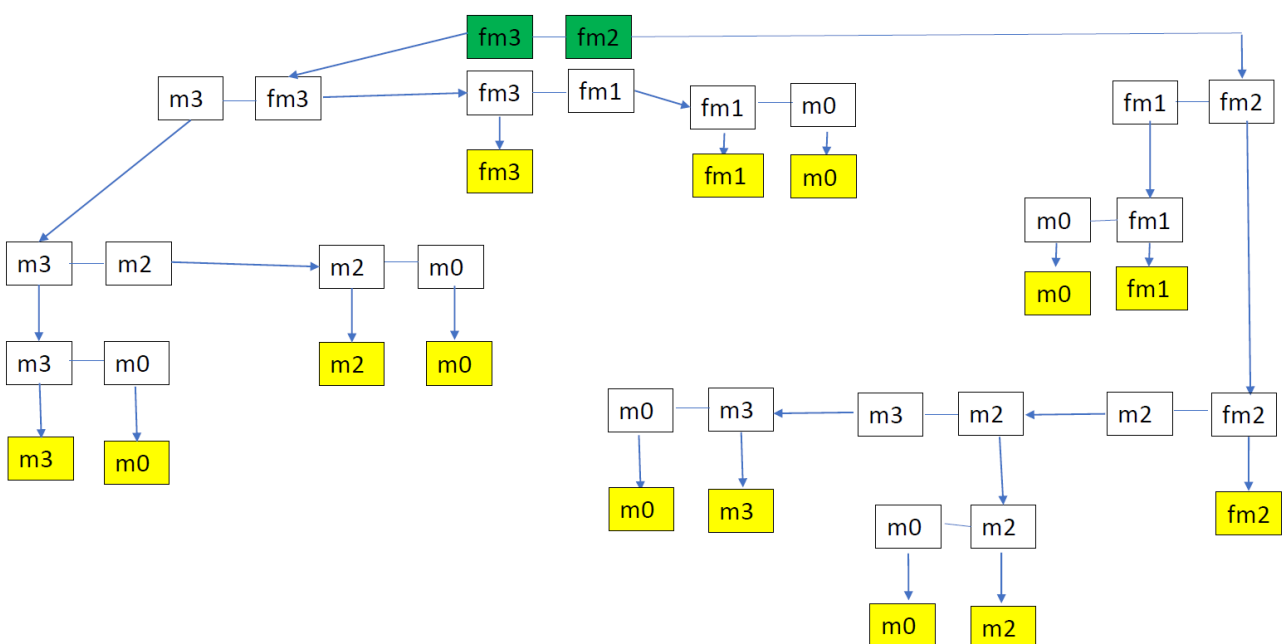 fm3 fm2
m3 fm3 fm3 fm1 fm1 m0 fm1 fm2
fm3 fm1 m0
m0 fm1
m3 m2 m2 m0
m0 fm1
m3 m0 m2 m0
m0 m3 m3 m2 m2 fm2
m3 m0
m0 m3 fm2
m0 m2
m0 m2